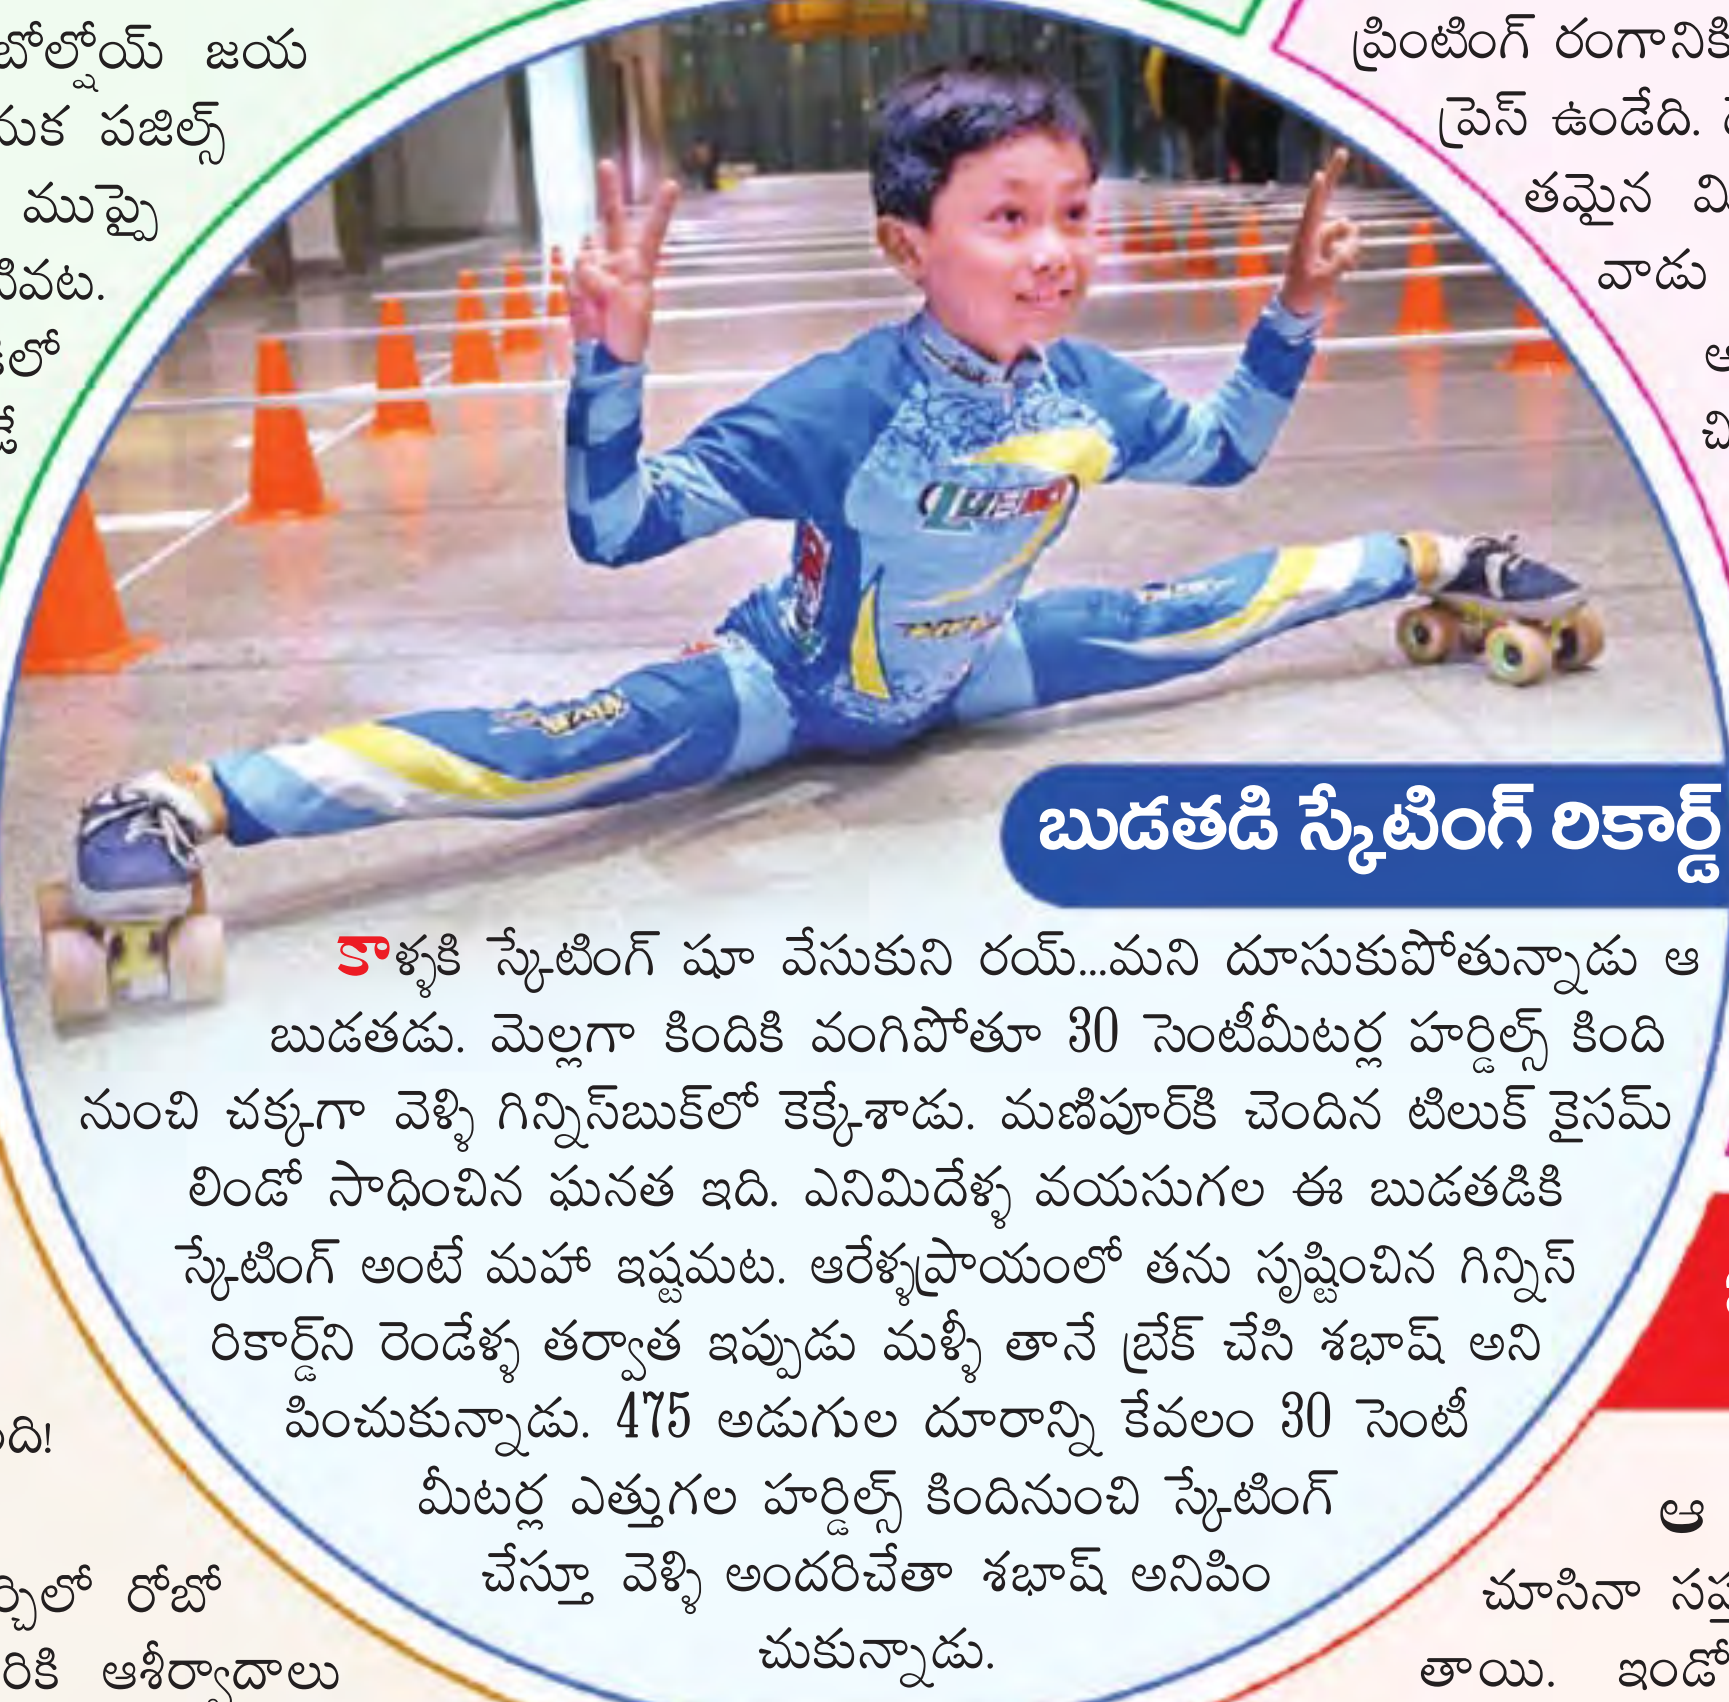 బోల్షోయ్ జయ
పజిల్స్
ముప్పై
ప్రింటింగ్ రంగానికి
ప్రెస్ ఉండేది.
తమైన
వాడు
బుడతడి స్కేటింగ్ రికార్డ్
కాళ్ళకి స్కేటింగ్ షూ వేసుకుని రయ్...మని దూసుకుపోతున్నాడు ఆ
బుడతడు. మెల్లగా కిందికి వంగిపోతూ 30 సెంటీమీటర్ల హర్డిల్స్ కింది
నుంచి చక్కగా వెళ్ళి గిన్నిస్‌బుక్‌లో కెక్కేశాడు. మణిపూర్‌కి చెందిన టిలుక్ కైసమ్
లిండో సాధించిన ఘనత ఇది. ఎనిమిదేళ్ళ వయసుగల ఈ బుడతడికి
స్కేటింగ్ అంటే మహా ఇష్టమట. ఆరేళ్ళప్రాయంలో తను సృష్టించిన గిన్నిస్
రికార్డ్‌ని రెండేళ్ళ తర్వాత ఇప్పుడు మళ్ళీ తానే బ్రేక్ చేసి శభాష్ అని
పించుకున్నాడు. 475 అడుగుల దూరాన్ని కేవలం 30 సెంటీ
మీటర్ల ఎత్తుగల హర్డిల్స్ కిందినుంచి స్కేటింగ్
చేస్తూ వెళ్ళి అందరిచేతా శభాష్ అనిపిం
చుకున్నాడు.
రోబో
ఆశీర్వాదాలు
ఆ
చూసినా
తాయి. ఇండో